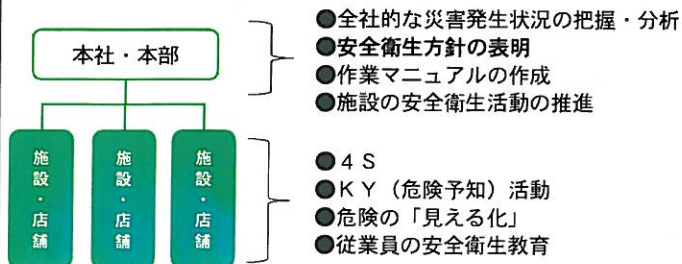 本社・本部
●全社的な災害発生状況の把握・分析
●安全衛生方針の表明
●作業マニュアルの作成
●施設の安全衛生活動の推進
施設・店舗
施設・店舗
施設・店舗
●４Ｓ
●ＫＹ（危険予知）活動
●危険の「見える化」
●従業員の安全衛生教育